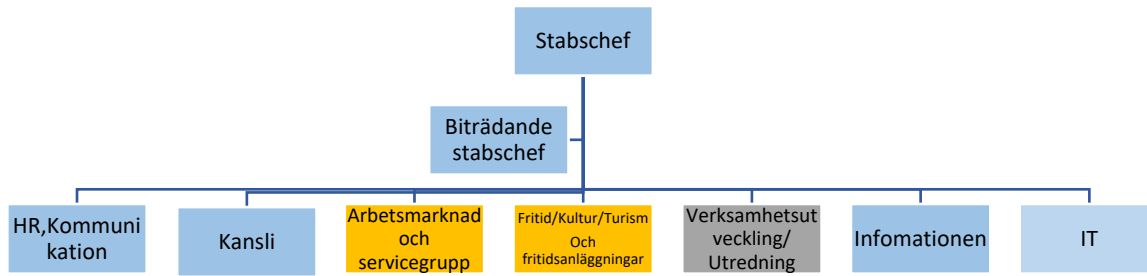 Stabschef
Biträdande
stabschef
HR,Kommuni
kation
Kansli
Arbetsmarknad
och
servicegrupp
Fritid/Kultur/Turism
Och
fritidsanläggningar
Verksamhetsut
veckling/
Utredning
Infomationen
IT